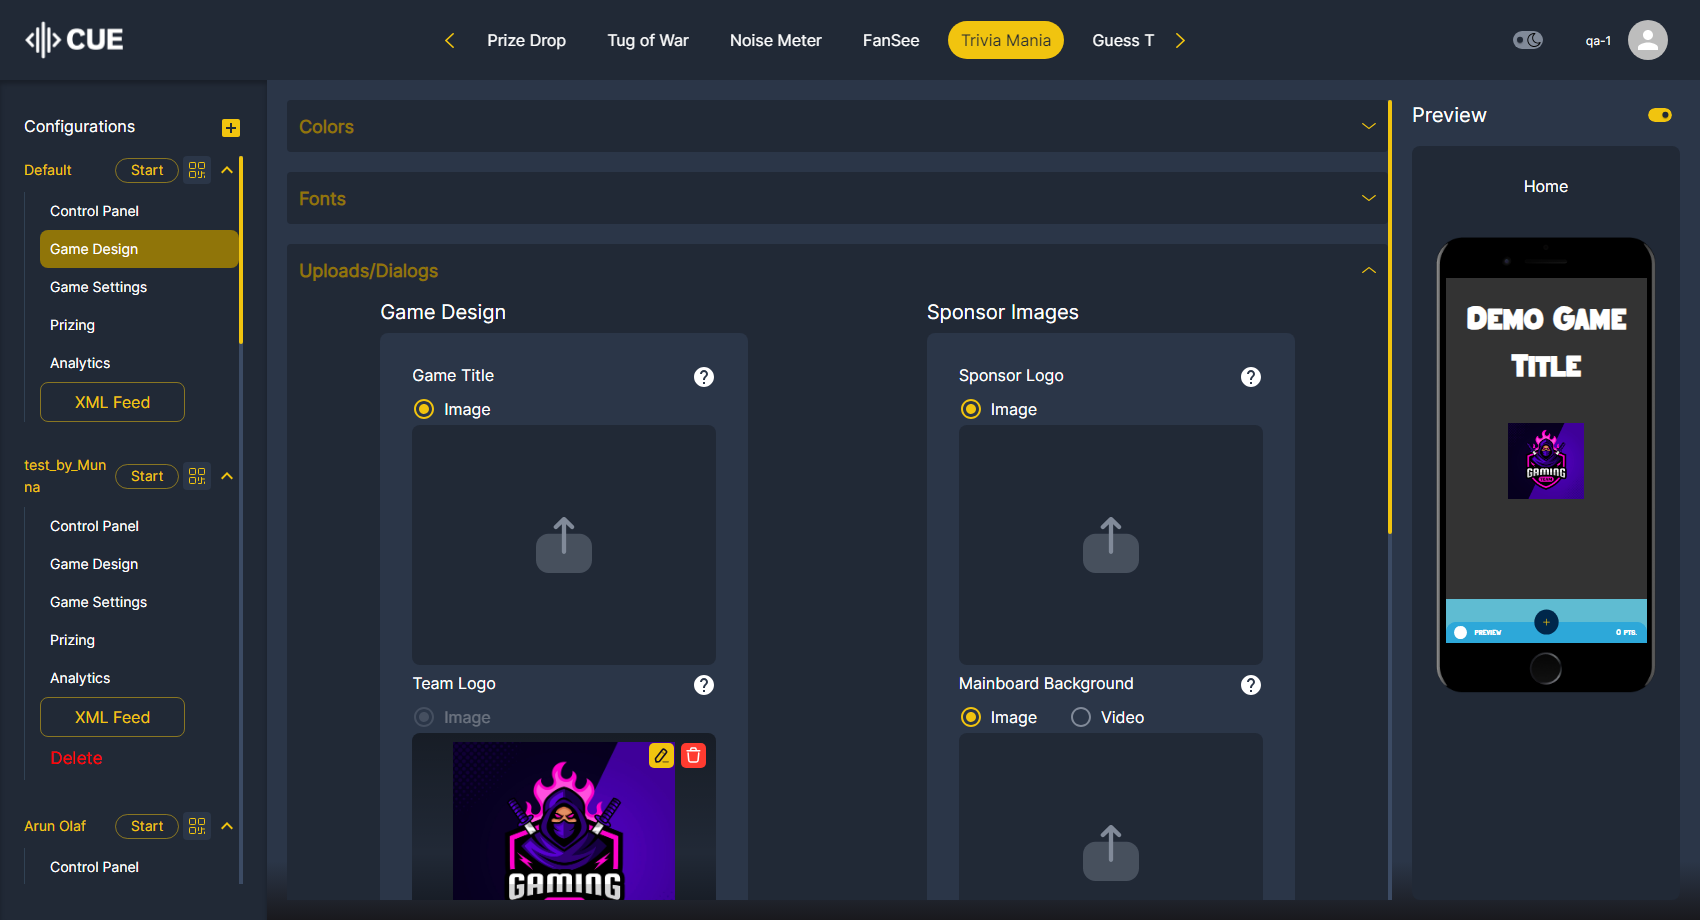 CUE
Prize Drop
Tug of War
Noise Meter
FanSee
Trivia Mania
Guess T
qa-1
Configurations
Default
Start
Control Panel
Game Design
Game Settings
Prizing
Analytics
XML Feed
test_by_Mun
na
Start
Control Panel
Game Design
Game Settings
Prizing
Analytics
XML Feed
Delete
Arun Olaf
Start
Control Panel
Colors
Fonts
Uploads/Dialogs
Game Design
Game Title
?
Image
Team Logo
?
Image
GAMING
Sponsor Images
Sponsor Logo
?
Image
Mainboard Background
?
Image
Video
Preview
Home
Demo Game
Title
GAMING
TEAM
PREVIEW
0 PTS.